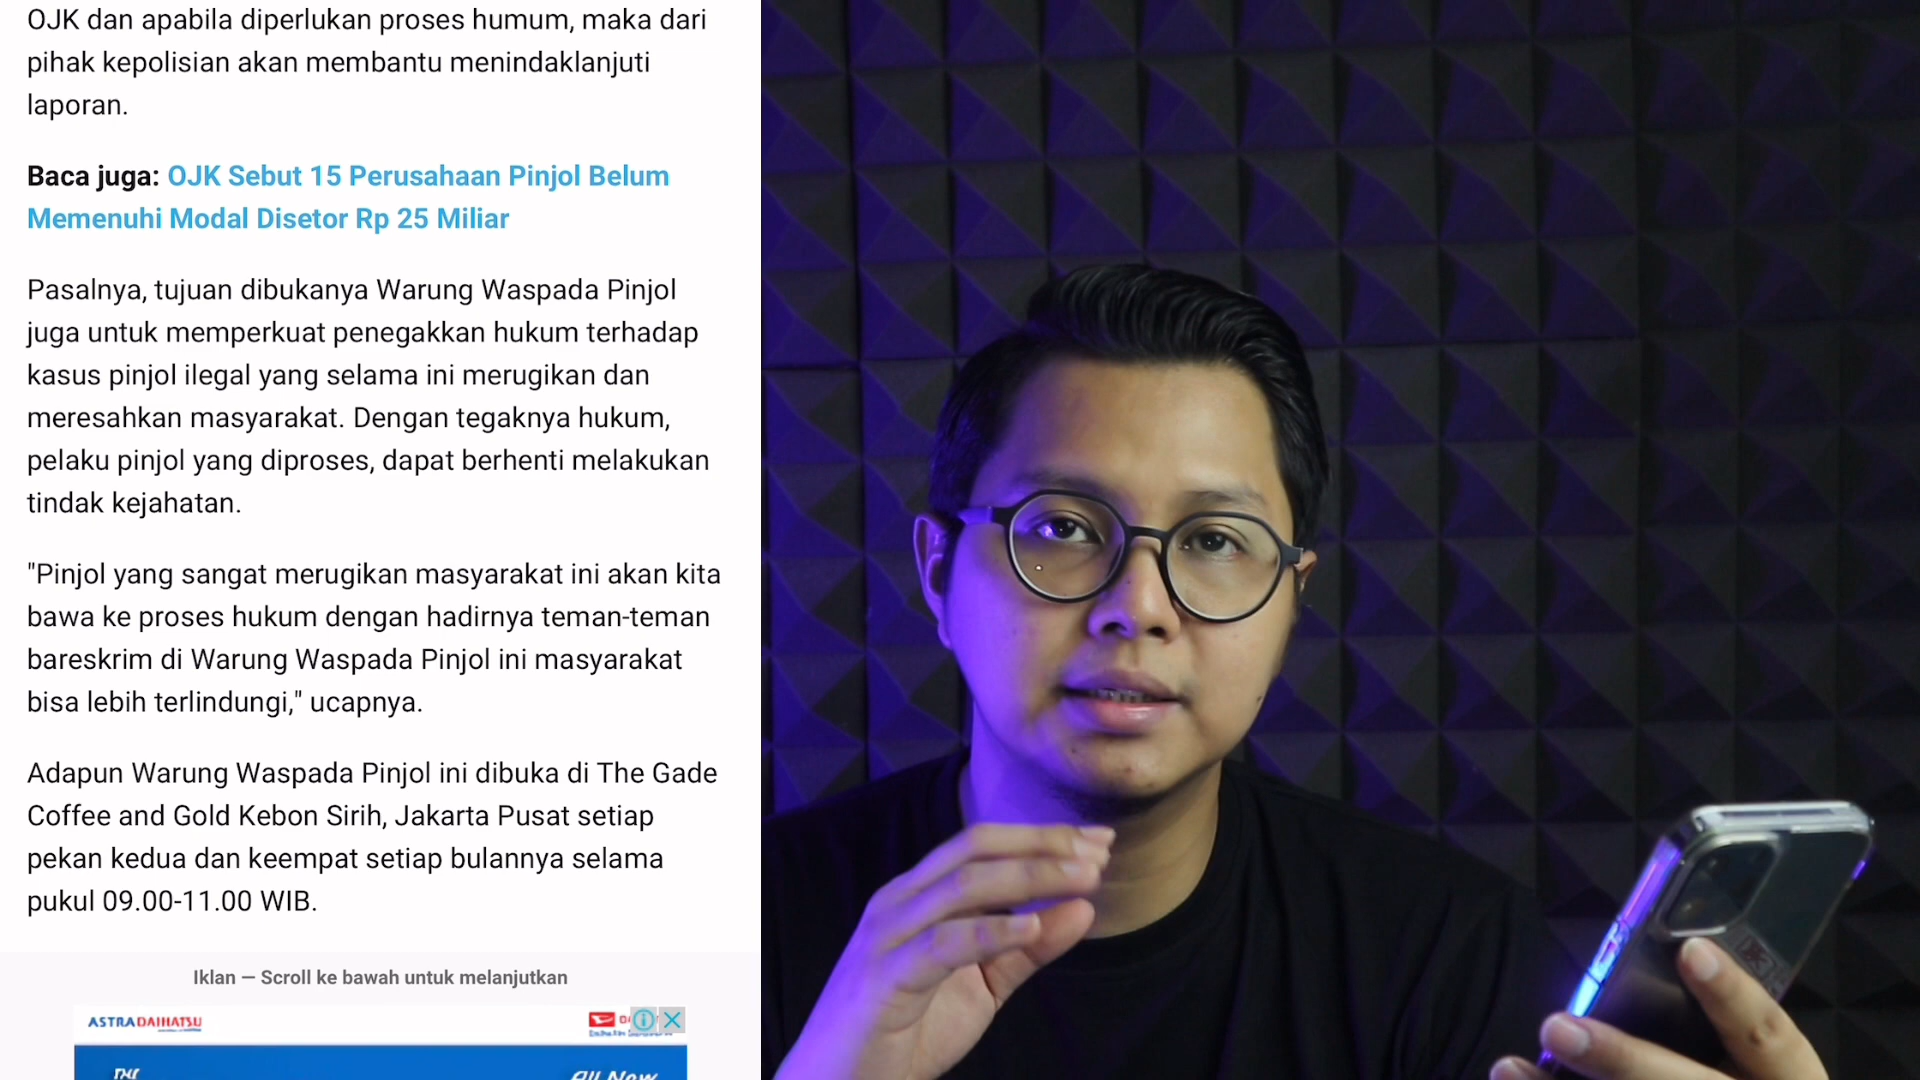 OJK dan apabila diperlukan proses humum, maka dari
pihak kepolisian akan membantu menindaklanjuti
laporan.
Baca juga: OJK Sebut 15 Perusahaan Pinjol Belum
Memenuhi Modal Disetor Rp 25 Miliar
Pasalnya, tujuan dibukanya Warung Waspada Pinjol
juga untuk memperkuat penegakkan hukum terhadap
kasus pinjol ilegal yang selama ini merugikan dan
meresahkan masyarakat. Dengan tegaknya hukum,
pelaku pinjol yang diproses, dapat berhenti melakukan
tindak kejahatan.
"Pinjol yang sangat merugikan masyarakat ini akan kita
bawa ke proses hukum dengan hadirnya teman-teman
bareskrim di Warung Waspada Pinjol ini masyarakat
bisa lebih terlindungi," ucapnya.
Adapun Warung Waspada Pinjol ini dibuka di The Gade
Coffee and Gold Kebon Sirih, Jakarta Pusat setiap
pekan kedua dan keempat setiap bulannya selama
pukul 09.00-11.00 WIB.
Iklan — Scroll ke bawah untuk melanjutkan
ASTRA DAIHATSU
THE
All New